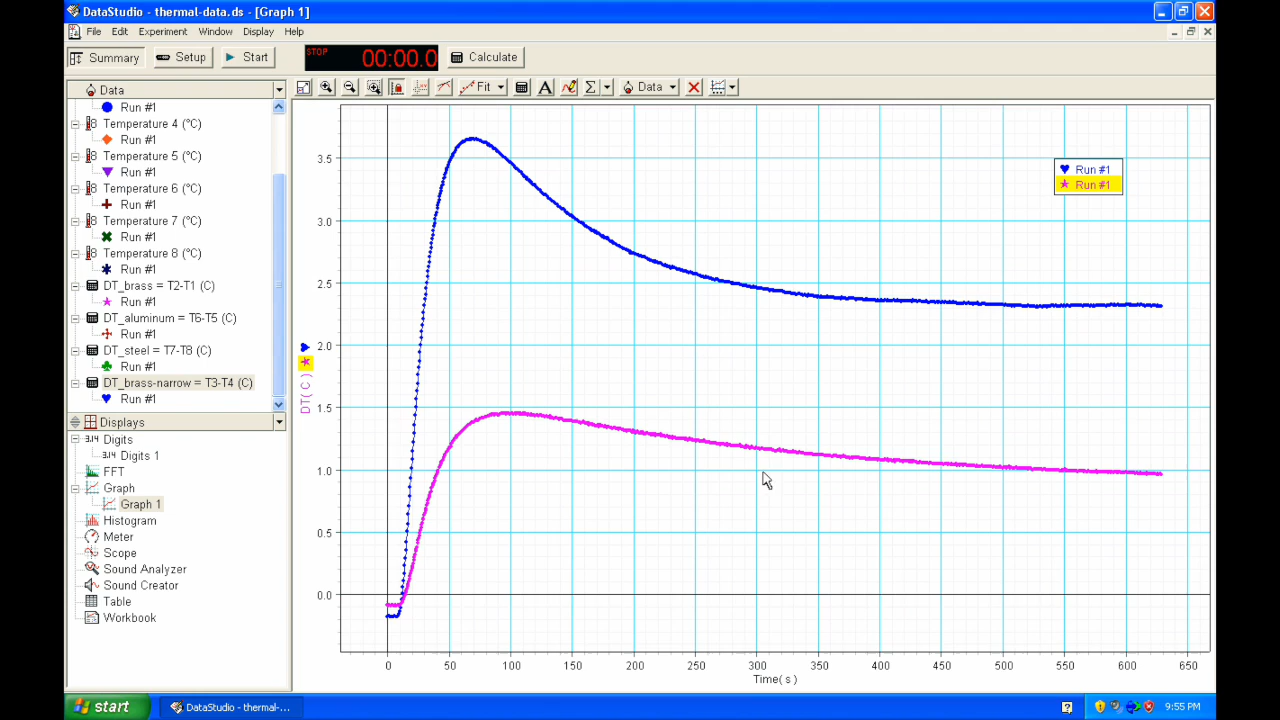 DataStudio - thermal-data.ds - [Graph 1]
File Edit Experiment Window Display Help
Summary Setup Start STOP 00:00.0 Calculate
Data
Fit Σ Data
Run #1
Temperature 4 (°C)
Run #1
Temperature 5 (°C)
Run #1
Temperature 6 (°C)
Run #1
Temperature 7 (°C)
Run #1
Temperature 8 (°C)
Run #1
DT_brass = T2-T1 (C)
Run #1
DT_aluminum = T6-T5 (C)
Run #1
DT_steel = T7-T8 (C)
Run #1
DT_brass-narrow = T3-T4 (C)
Run #1
Displays
3.14 Digits
3.14 Digits 1
FFT
Graph
Graph 1
Histogram
Meter
Scope
Sound Analyzer
Sound Creator
Table
Workbook
Run #1
Run #1
3.5
3.0
2.5
2.0
1.5
1.0
0.5
0.0
DT( C )
0 50 100 150 200 250 300 350 400 450 500 550 600 650
Time( s )
start DataStudio - thermal-... 9:55 PM